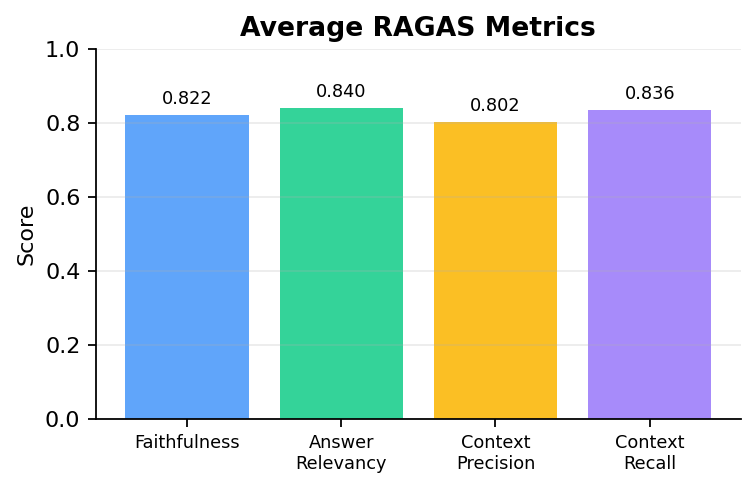 Average RAGAS Metrics
1.0
0.8
0.6
0.4
0.2
0.0
Score
0.822
0.840
0.802
0.836
Faithfulness
Answer
Relevancy
Context
Precision
Context
Recall